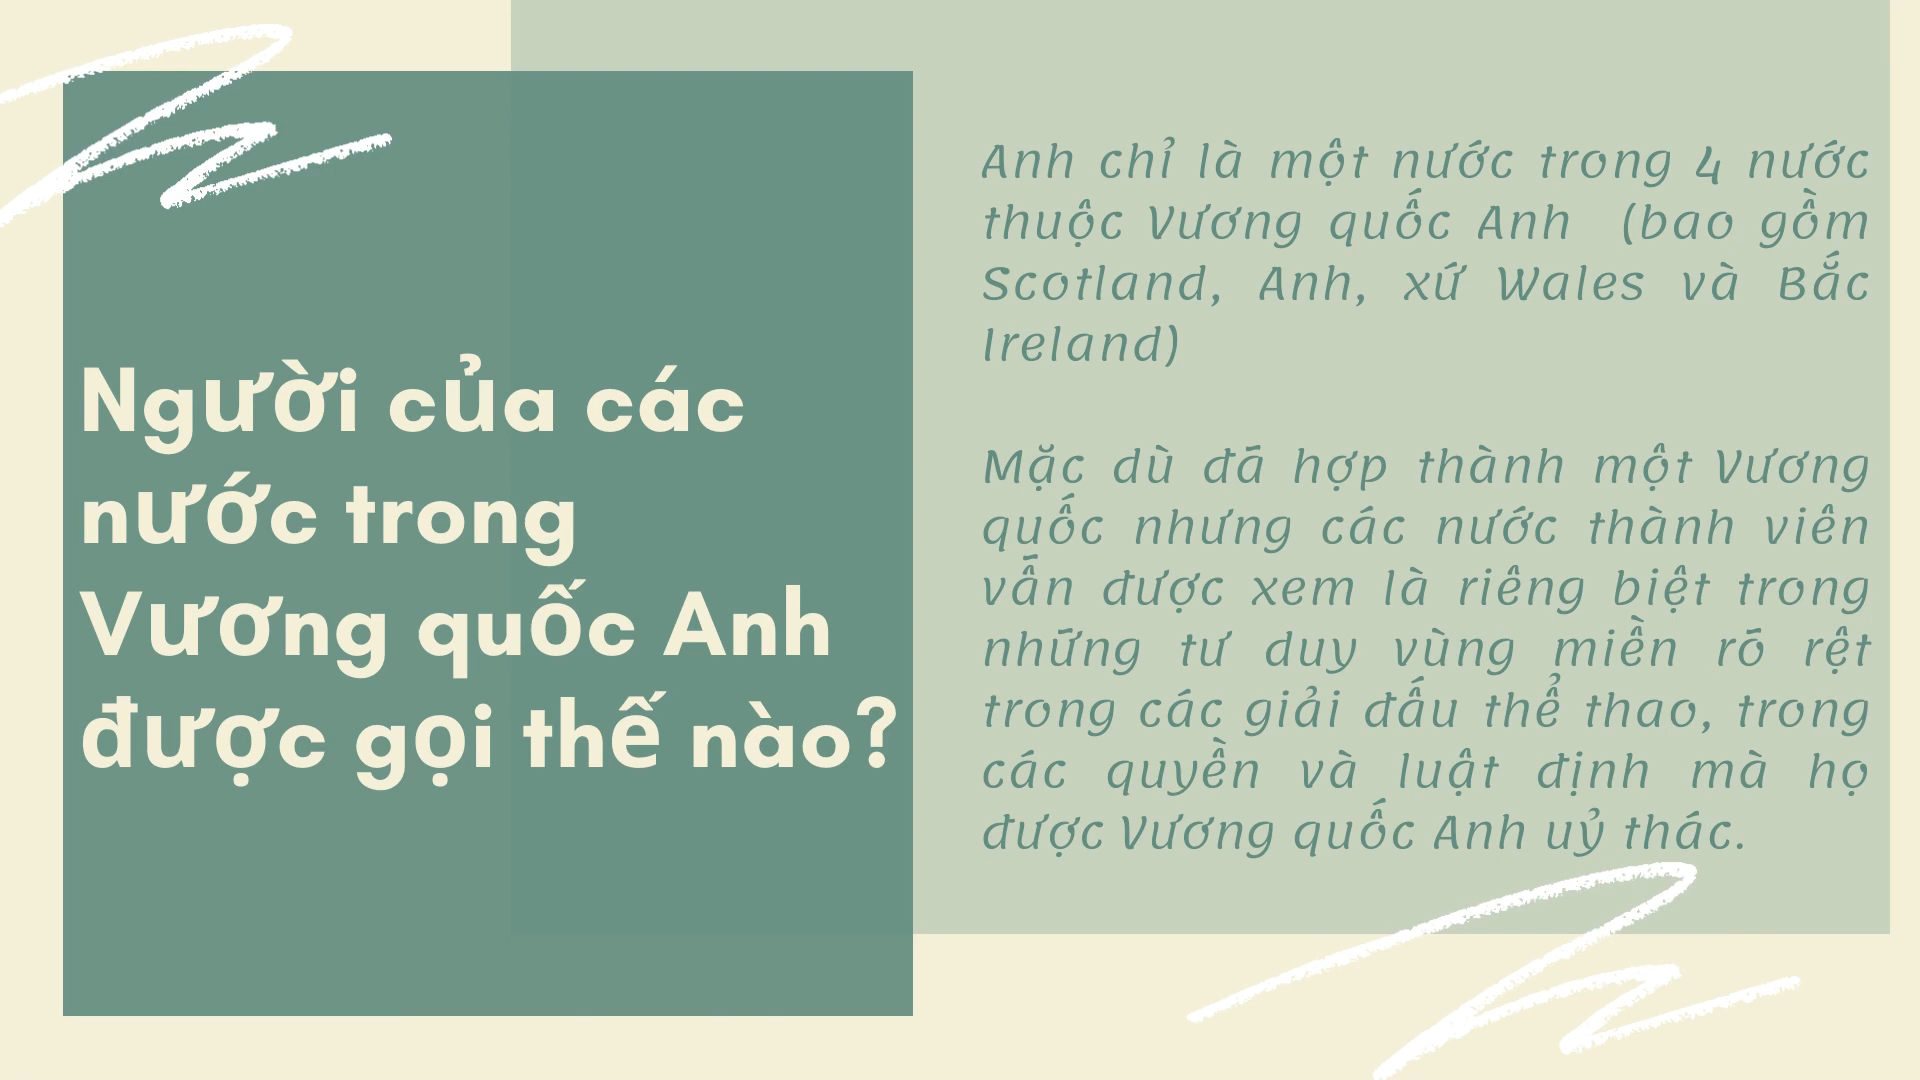 Người của các
nước trong
Vương quốc Anh
được gọi thế nào?
Anh chỉ là một nước trong 4 nước
thuộc Vương quốc Anh (bao gồm
Scotland, Anh, xứ Wales và Bắc
Ireland)
Mặc dù đã hợp thành một Vương
quốc nhưng các nước thành viên
vẫn được xem là riêng biệt trong
những tư duy vùng miền rõ rệt
trong các giải đấu thể thao, trong
các quyền và luật định mà họ
được Vương quốc Anh uỷ thác.